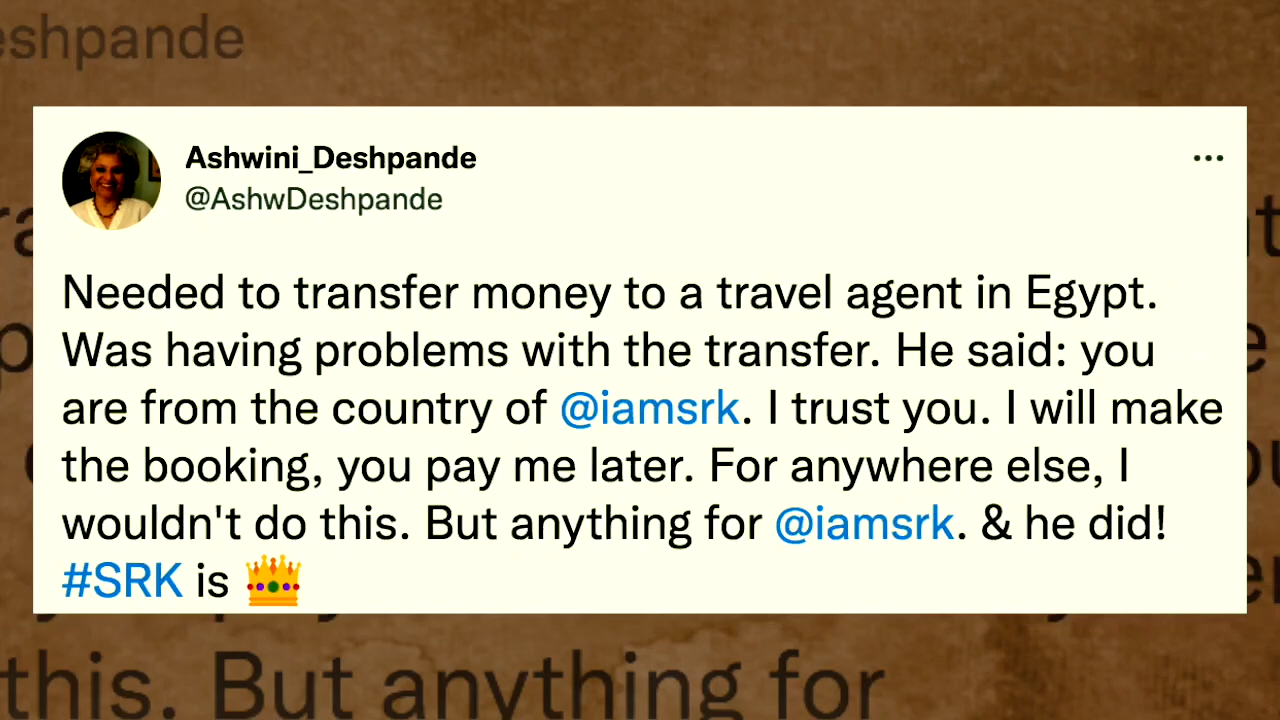 eshpande
Ashwini_Deshpande
@AshwDeshpande
Needed to transfer money to a travel agent in Egypt.
Was having problems with the transfer. He said: you
are from the country of @iamsrk. I trust you. I will make
the booking, you pay me later. For anywhere else, I
wouldn't do this. But anything for @iamsrk. & he did!
#SRK is 👑
this. But anything for